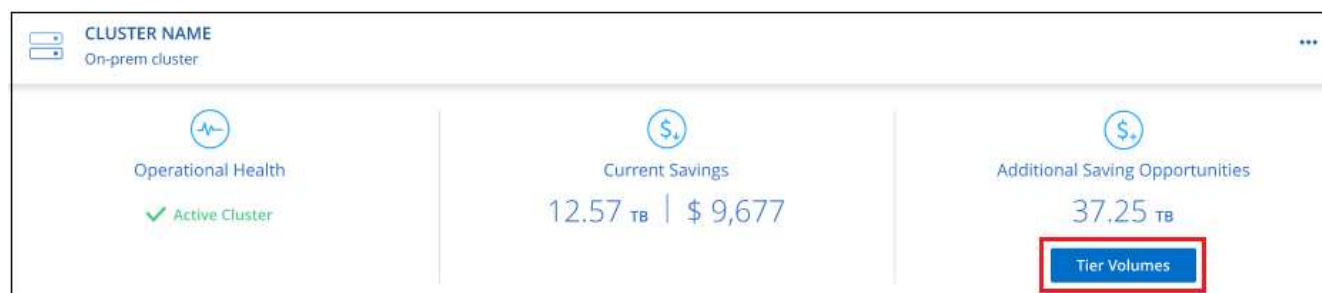 CLUSTER NAME
On-prem cluster
...
Operational Health
Active Cluster
Current Savings
12.57 TB | $ 9,677
Additional Saving Opportunities
37.25 TB
Tier Volumes